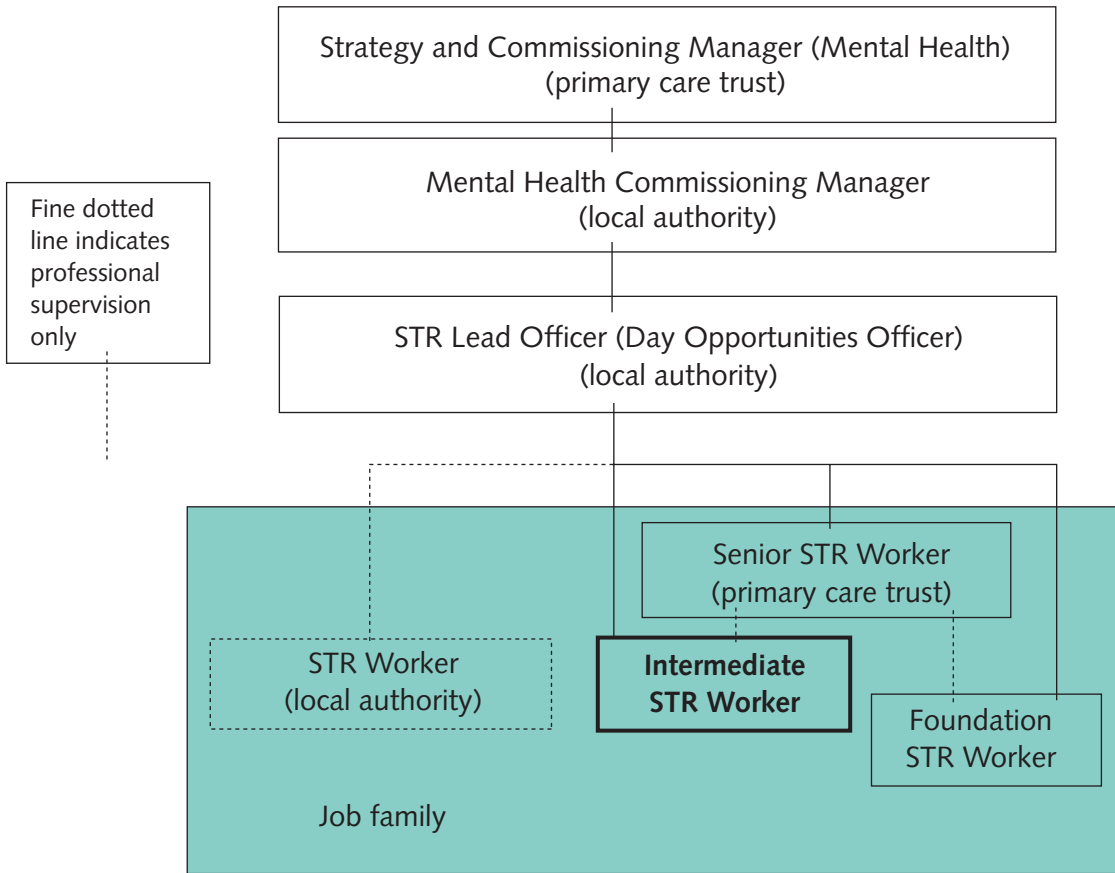 Strategy and Commissioning Manager (Mental Health)
(primary care trust)
Mental Health Commissioning Manager
(local authority)
Fine dotted
line indicates
professional
supervision
only
STR Lead Officer (Day Opportunities Officer)
(local authority)
Senior STR Worker
(primary care trust)
STR Worker
(local authority)
Intermediate
STR Worker
Foundation
STR Worker
Job family